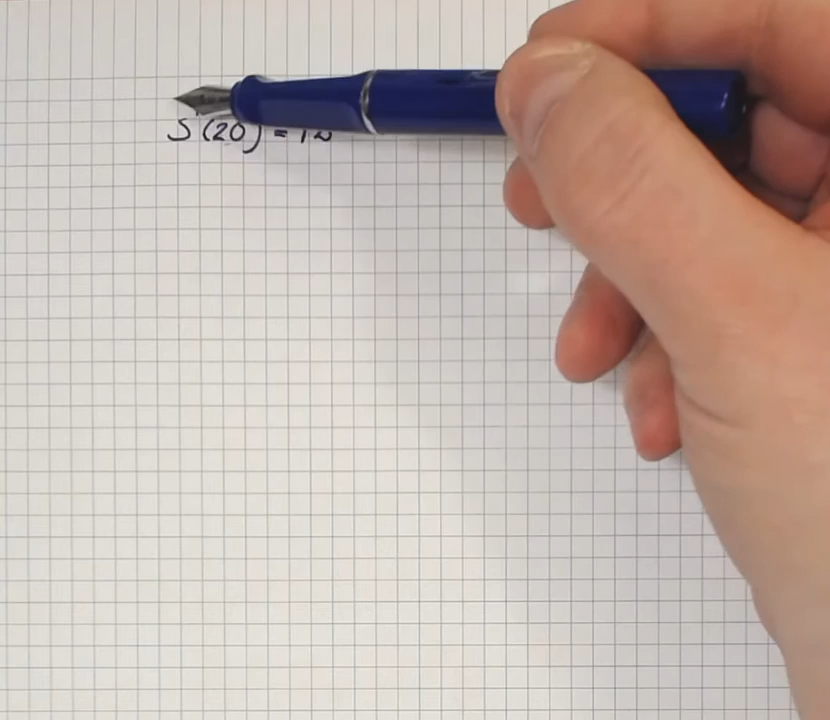 S(20) =